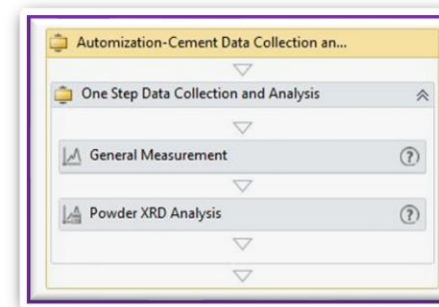 Automization-Cement Data Collection an...
One Step Data Collection and Analysis
General Measurement
?
Powder XRD Analysis
?